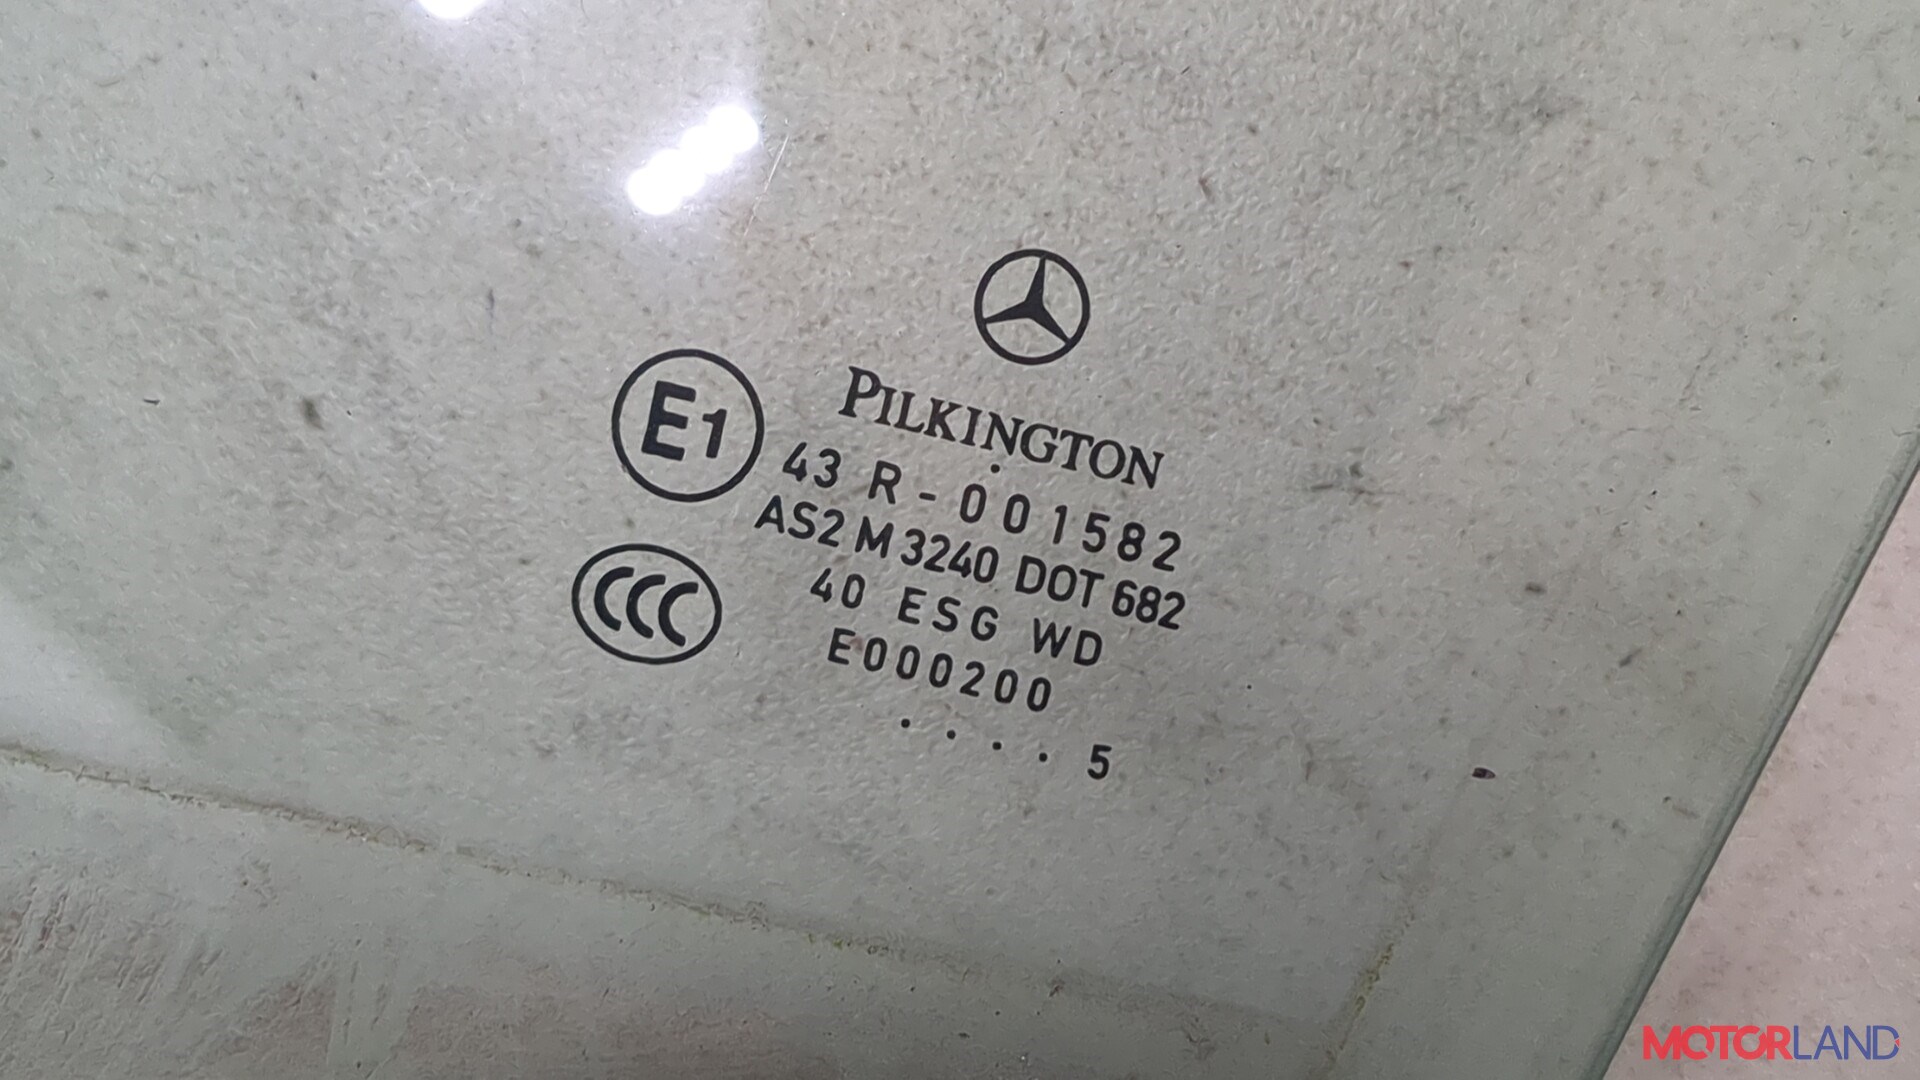 PILKINGTON
E1
43 R - 001582
AS2 M 3240 DOT 682
40 ESG WD
CCC
E000200
. . . . 5
MOTORLAND